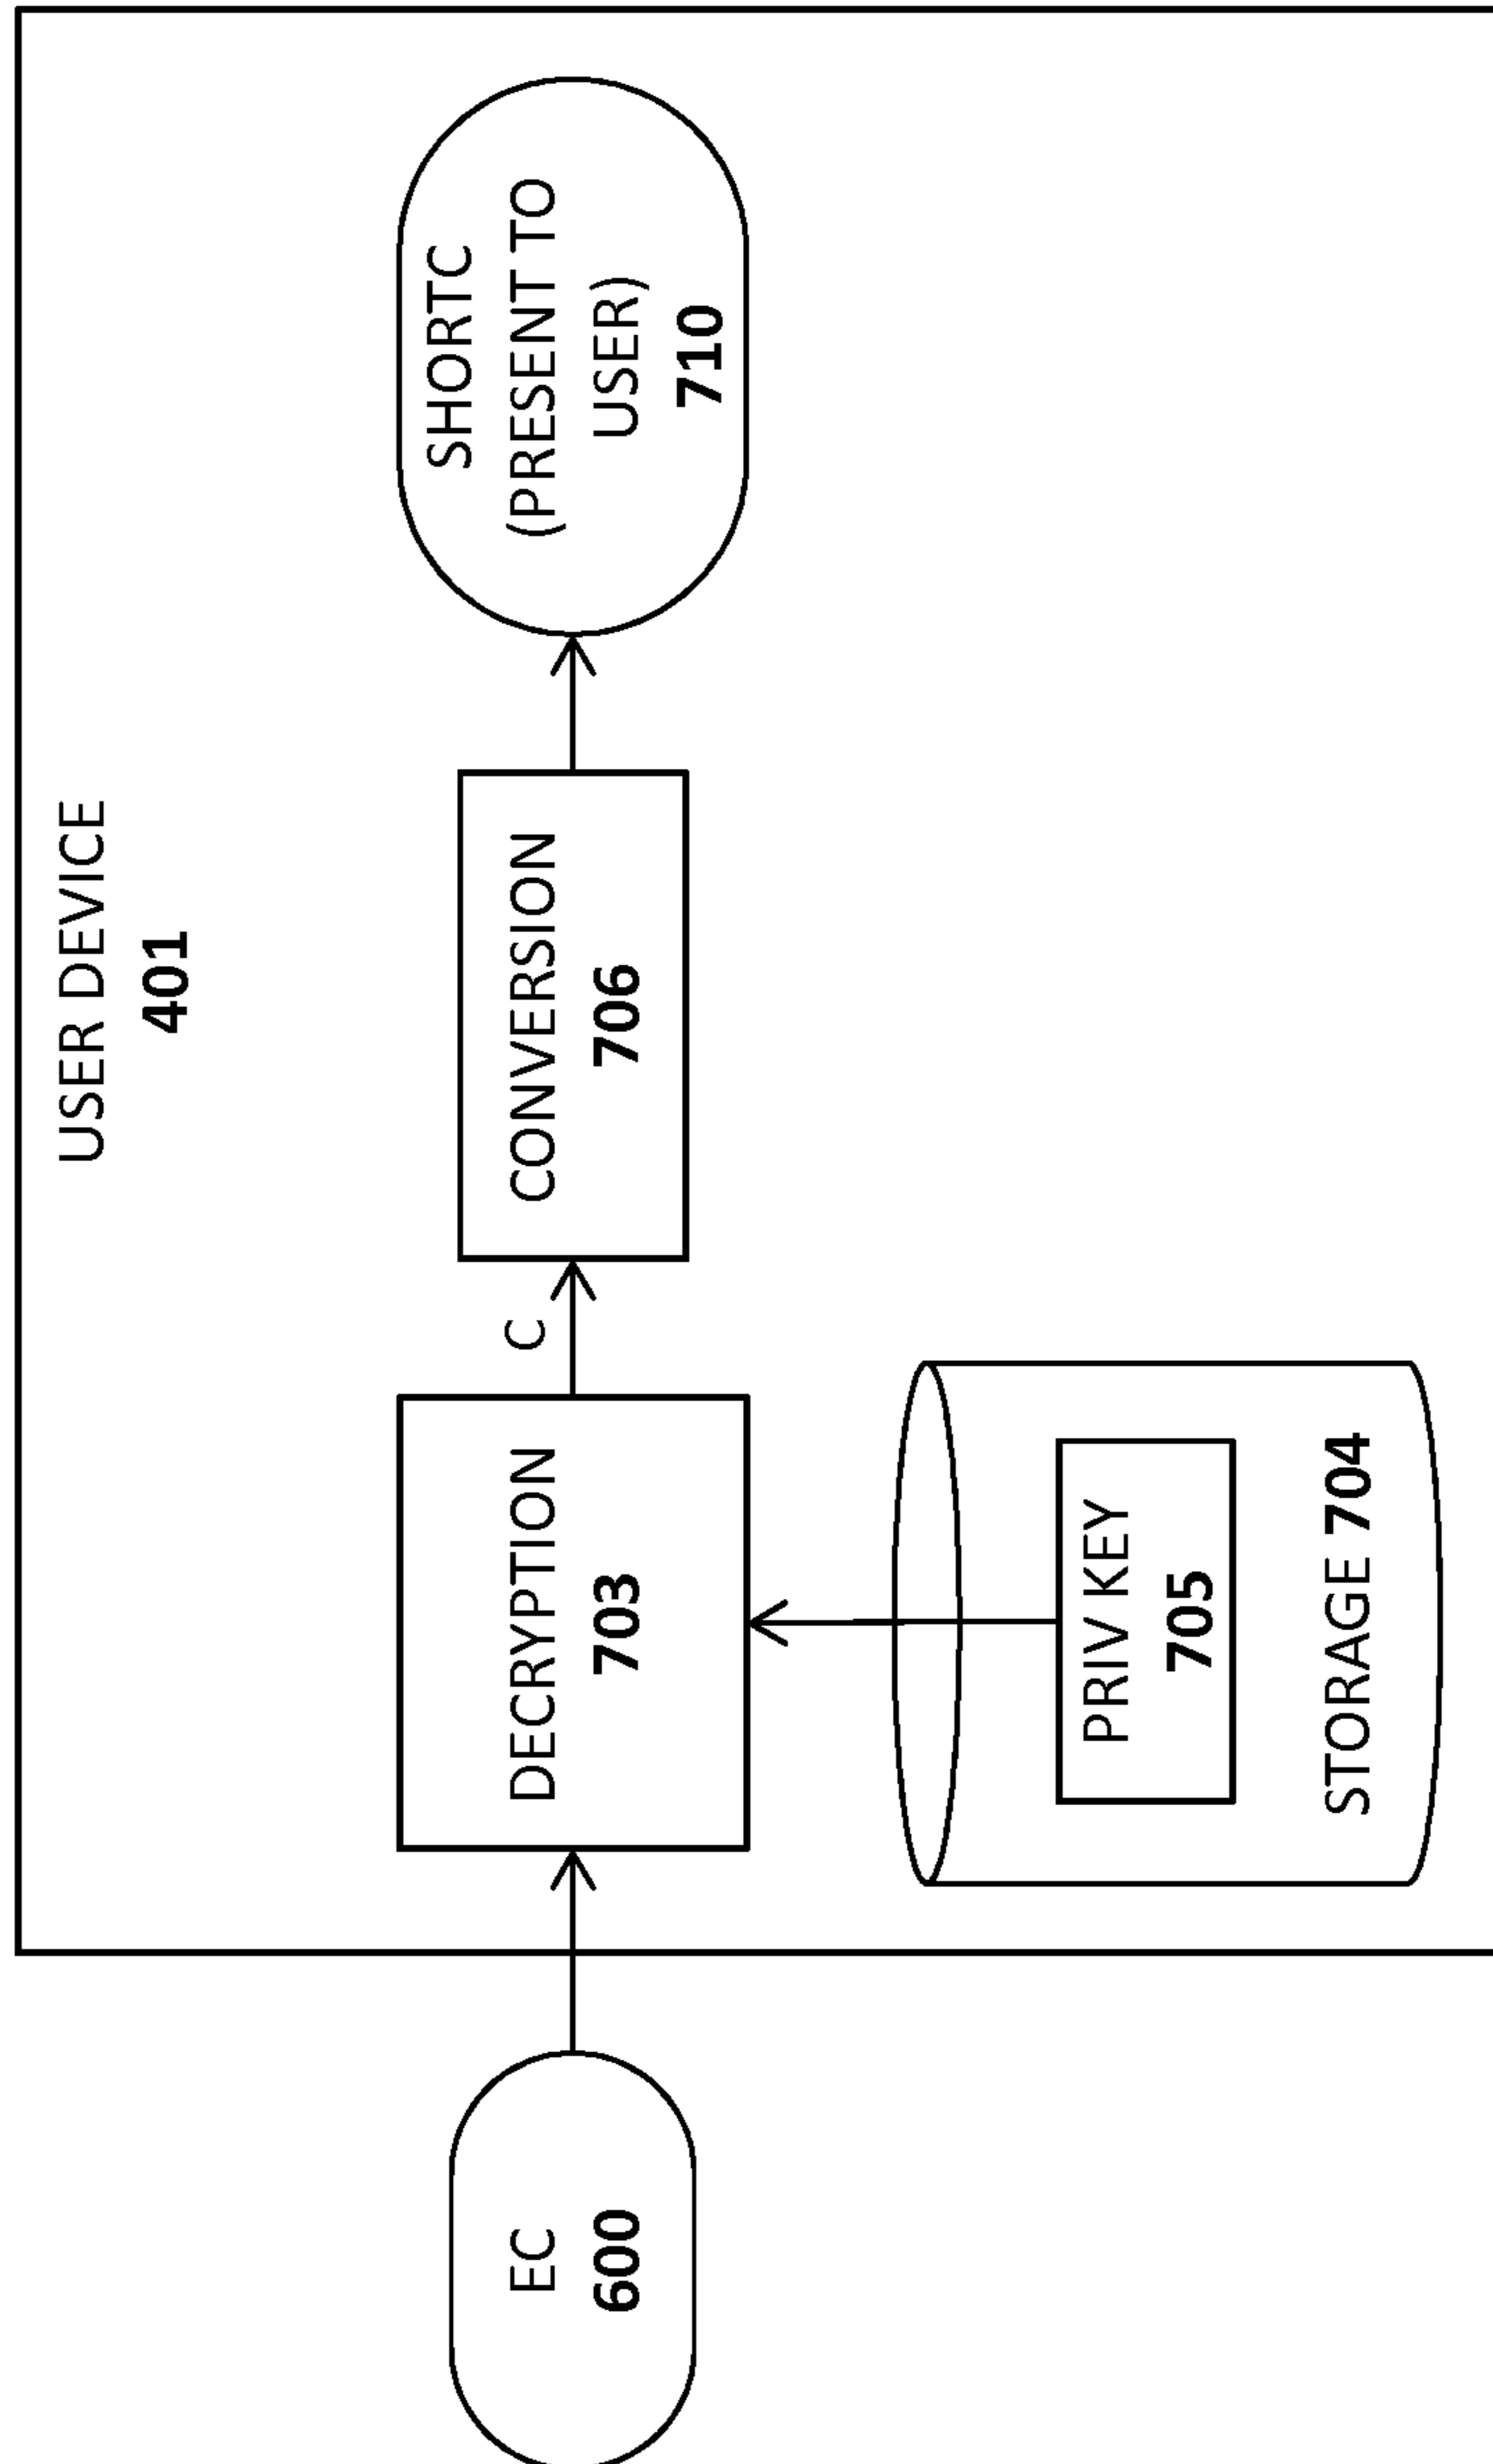 USER DEVICE
401
EC
600
DECRYPTION
703
C
CONVERSION
706
SHORTC
(PRESENT TO
USER)
710
PRIV KEY
705
STORAGE 704